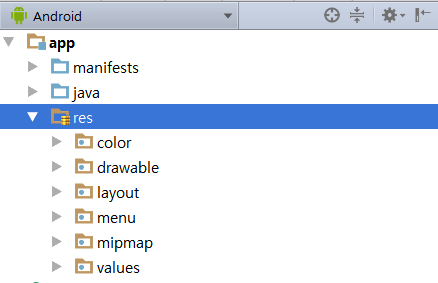 Android
app
manifests
java
res
color
drawable
layout
menu
mipmap
values